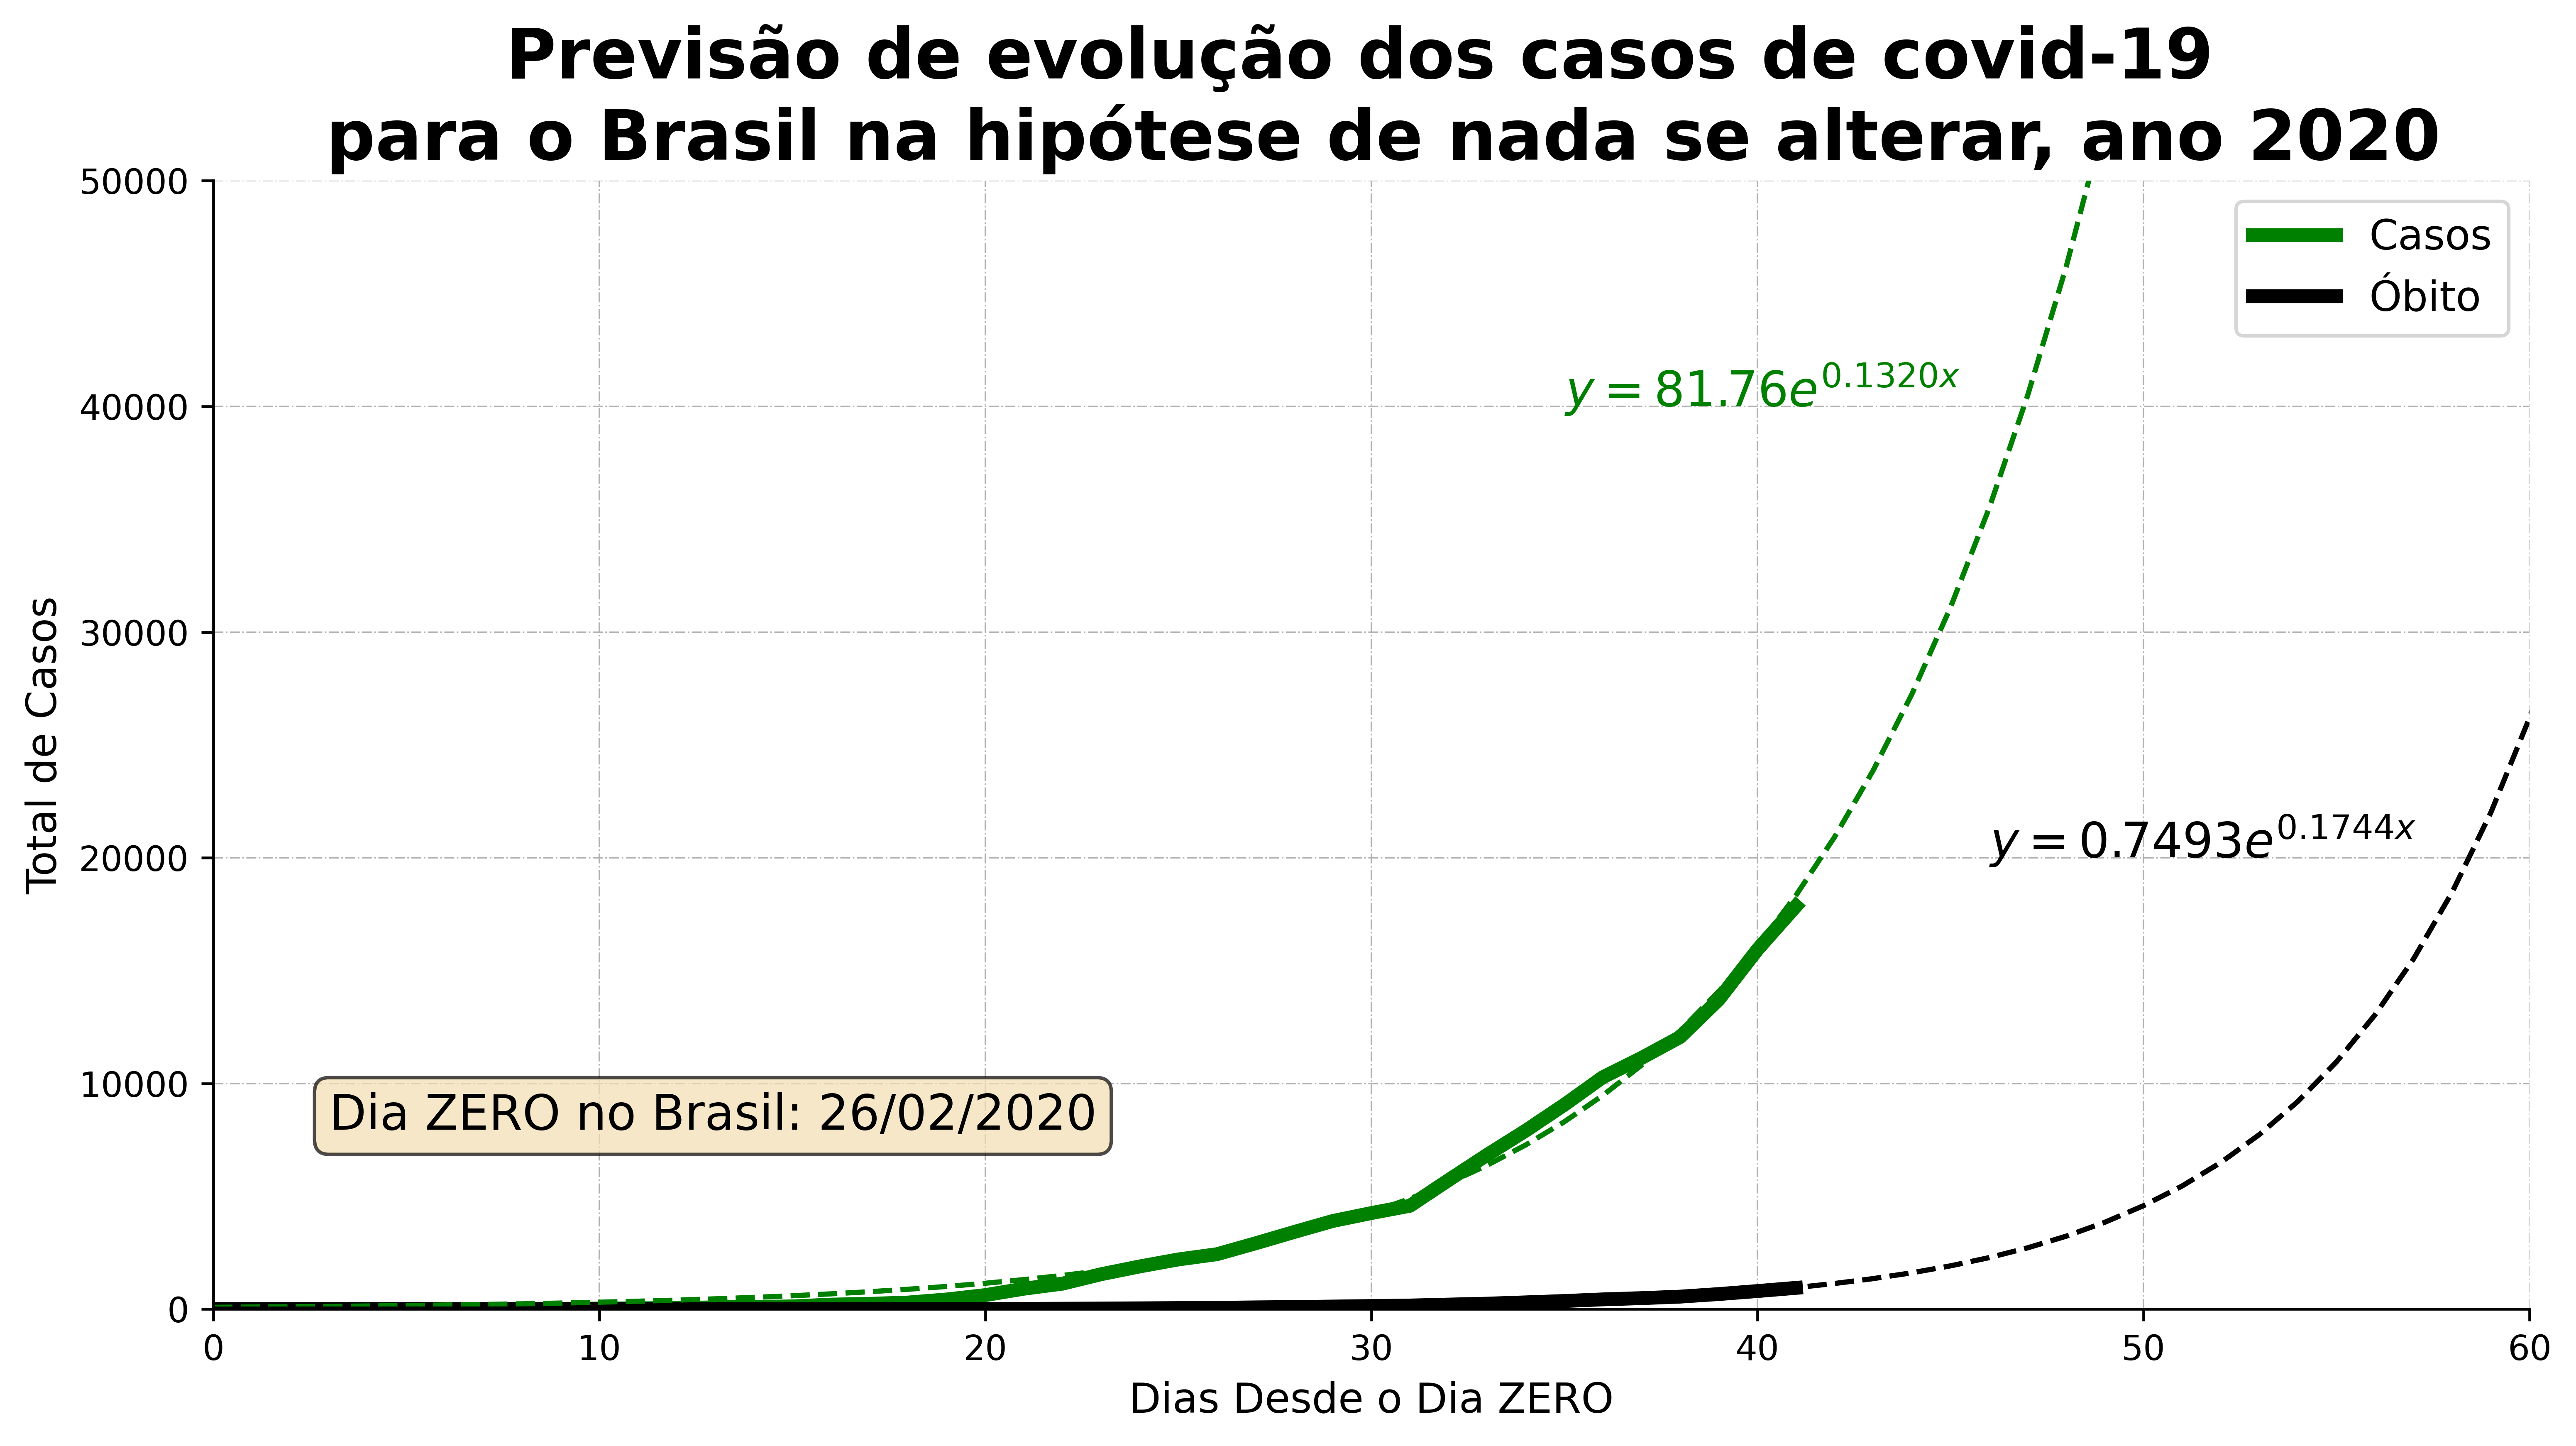 Previsão de evolução dos casos de covid-19
para o Brasil na hipótese de nada se alterar, ano 2020
50000
40000
30000
20000
10000
0
Total de Casos
Casos
Óbito
y = 81.76e^{0.1320x}
y = 0.7493e^{0.1744x}
Dia ZERO no Brasil: 26/02/2020
0 10 20 30 40 50 60
Dias Desde o Dia ZERO